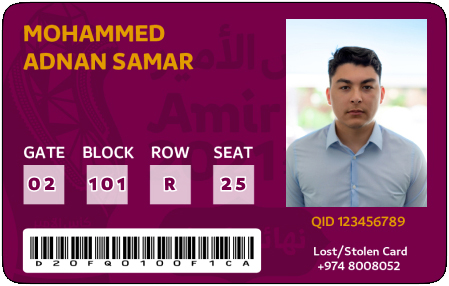 MOHAMMED
ADNAN SAMAR
GATE BLOCK ROW SEAT
02 101 R 25
QID 123456789
D20FQ0100F1CA
Lost/Stolen Card
+974 8008052